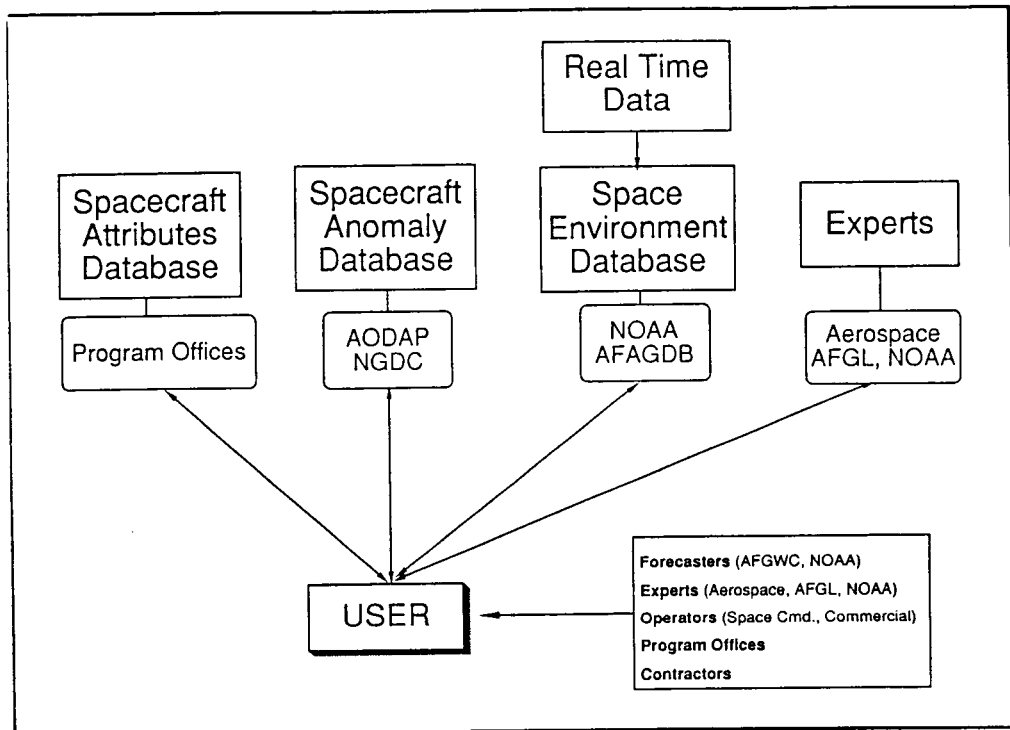 Real Time
Data
Spacecraft
Attributes
Database
Spacecraft
Anomaly
Database
Space
Environment
Database
Experts
Program Offices
AODAP
NGDC
NOAA
AFAGDB
Aerospace
AFGL, NOAA
USER
Forecasters (AFGWC, NOAA)
Experts (Aerospace, AFGL, NOAA)
Operators (Space Cmd., Commercial)
Program Offices
Contractors